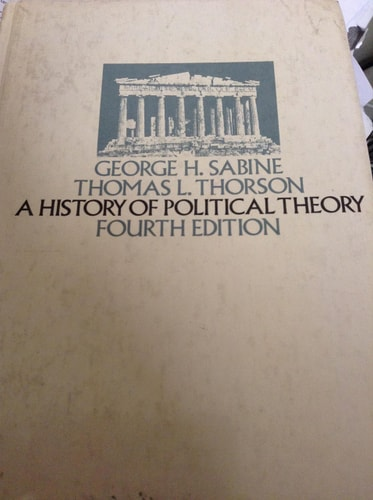 GEORGE H. SABINE
THOMAS L. THORSON
A HISTORY OF POLITICAL THEORY
FOURTH EDITION